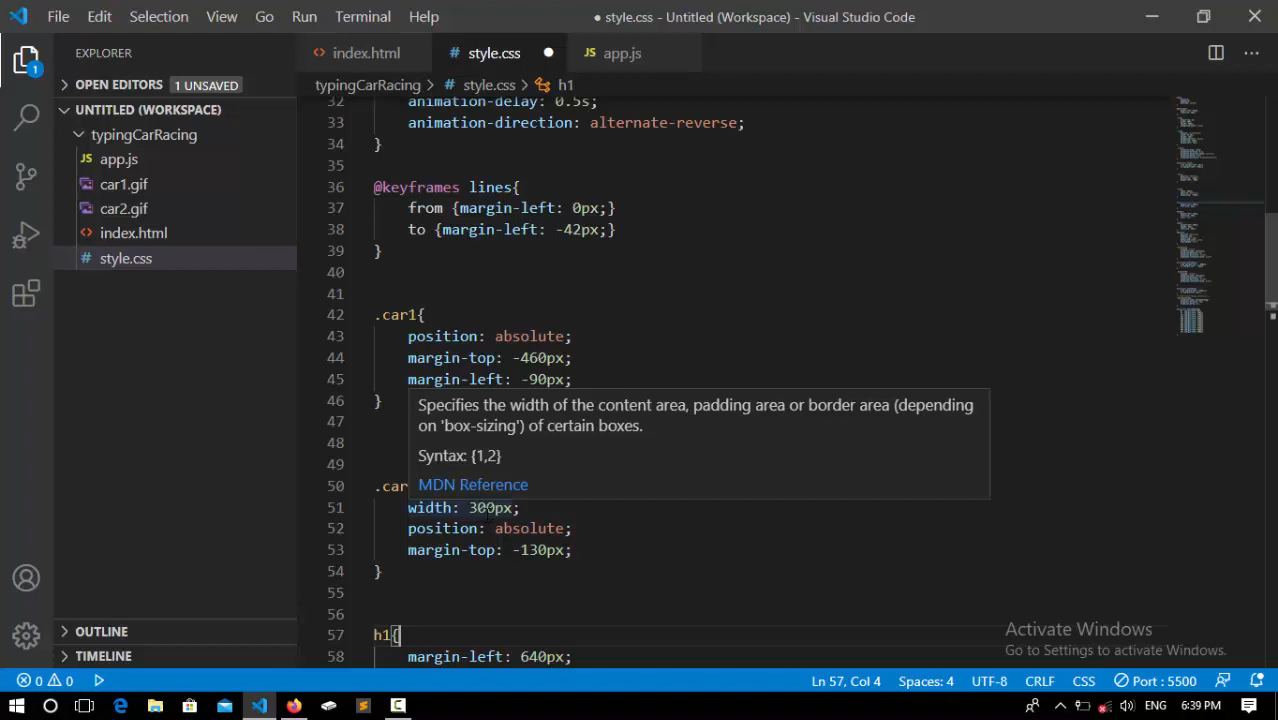 File Edit Selection View Go Run Terminal Help
● style.css - Untitled (Workspace) - Visual Studio Code
EXPLORER
index.html
# style.css
JS app.js
OPEN EDITORS 1 UNSAVED
typingCarRacing > # style.css > h1
UNTITLED (WORKSPACE)
typingCarRacing
JS app.js
car1.gif
car2.gif
index.html
# style.css
1
32 animation-delay: 0.5s;
33 animation-direction: alternate-reverse;
34 }
35
36 @keyframes lines{
37 from {margin-left: 0px;}
38 to {margin-left: -42px;}
39 }
40
41
42 .car1{
43 position: absolute;
44 margin-top: -460px;
45 margin-left: -90px;
46 }
47
48
Specifies the width of the content area, padding area or border area (depending
on 'box-sizing') of certain boxes.
Syntax: {1,2}
MDN Reference
50 .car
51 width: 300px;
52 position: absolute;
53 margin-top: -130px;
54 }
55
56
57 h1{
58 margin-left: 640px;
OUTLINE
TIMELINE
Activate Windows
Go to Settings to activate Windows.
0 0
Ln 57, Col 4 Spaces: 4 UTF-8 CRLF CSS Port : 5500
ENG 6:39 PM